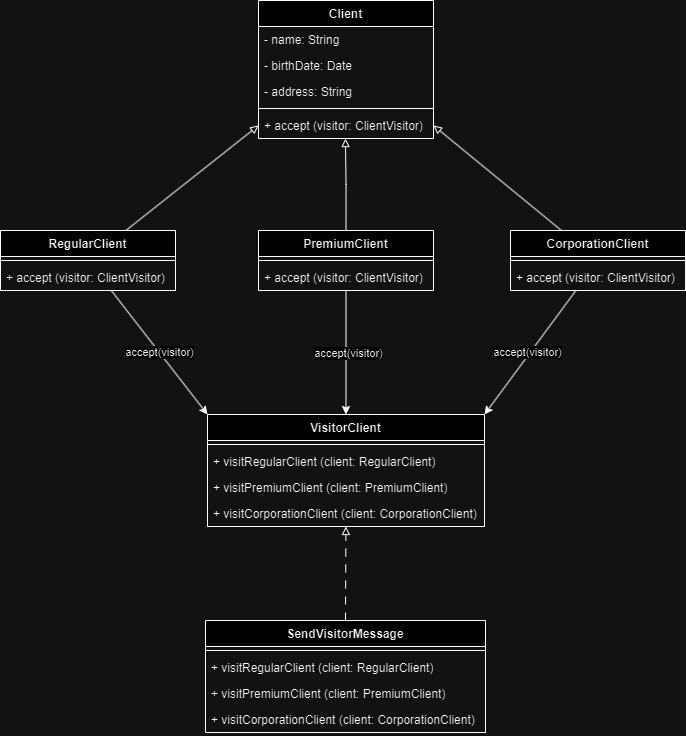 Client
- name: String
- birthDate: Date
- address: String
+ accept (visitor: ClientVisitor)
RegularClient
+ accept (visitor: ClientVisitor)
PremiumClient
+ accept (visitor: ClientVisitor)
CorporationClient
+ accept (visitor: ClientVisitor)
accept(visitor)
accept(visitor)
accept(visitor)
VisitorClient
+ visitRegularClient (client: RegularClient)
+ visitPremiumClient (client: PremiumClient)
+ visitCorporationClient (client: CorporationClient)
SendVisitorMessage
+ visitRegularClient (client: RegularClient)
+ visitPremiumClient (client: PremiumClient)
+ visitCorporationClient (client: CorporationClient)